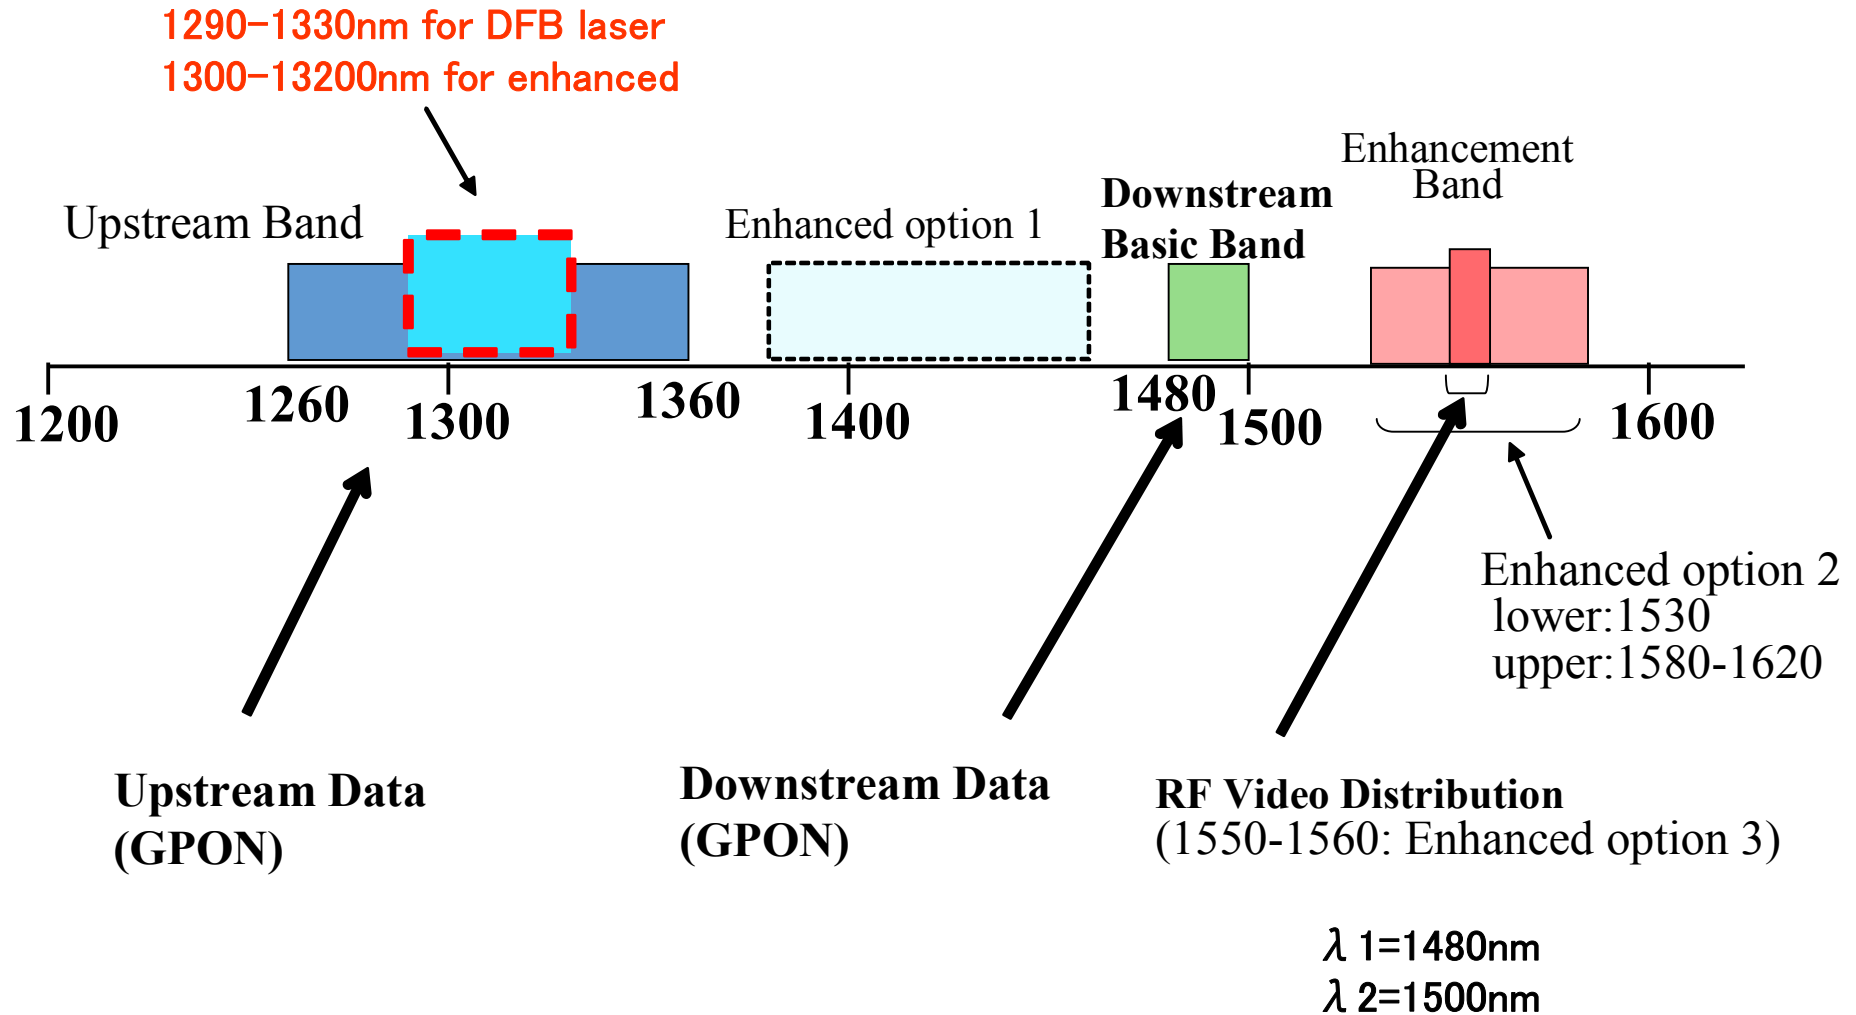 1290-1330nm for DFB laser
1300-13200nm for enhanced
Upstream Band
Enhanced option 1
Downstream
Basic Band
Enhancement
Band
1200
1260
1300
1360
1400
1480
1500
1600
Enhanced option 2
lower:1530
upper:1580-1620
Upstream Data
(GPON)
Downstream Data
(GPON)
RF Video Distribution
(1550-1560: Enhanced option 3)
λ 1=1480nm
λ 2=1500nm